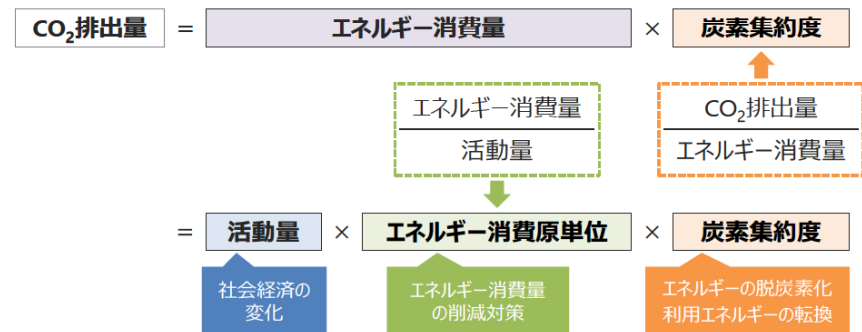 CO₂排出量 = エネルギー消費量 × 炭素集約度
エネルギー消費量
活動量
CO₂排出量
エネルギー消費量
= 活動量 × エネルギー消費原単位 × 炭素集約度
社会経済の
変化
エネルギー消費量
の削減対策
エネルギーの脱炭素化
利用エネルギーの転換